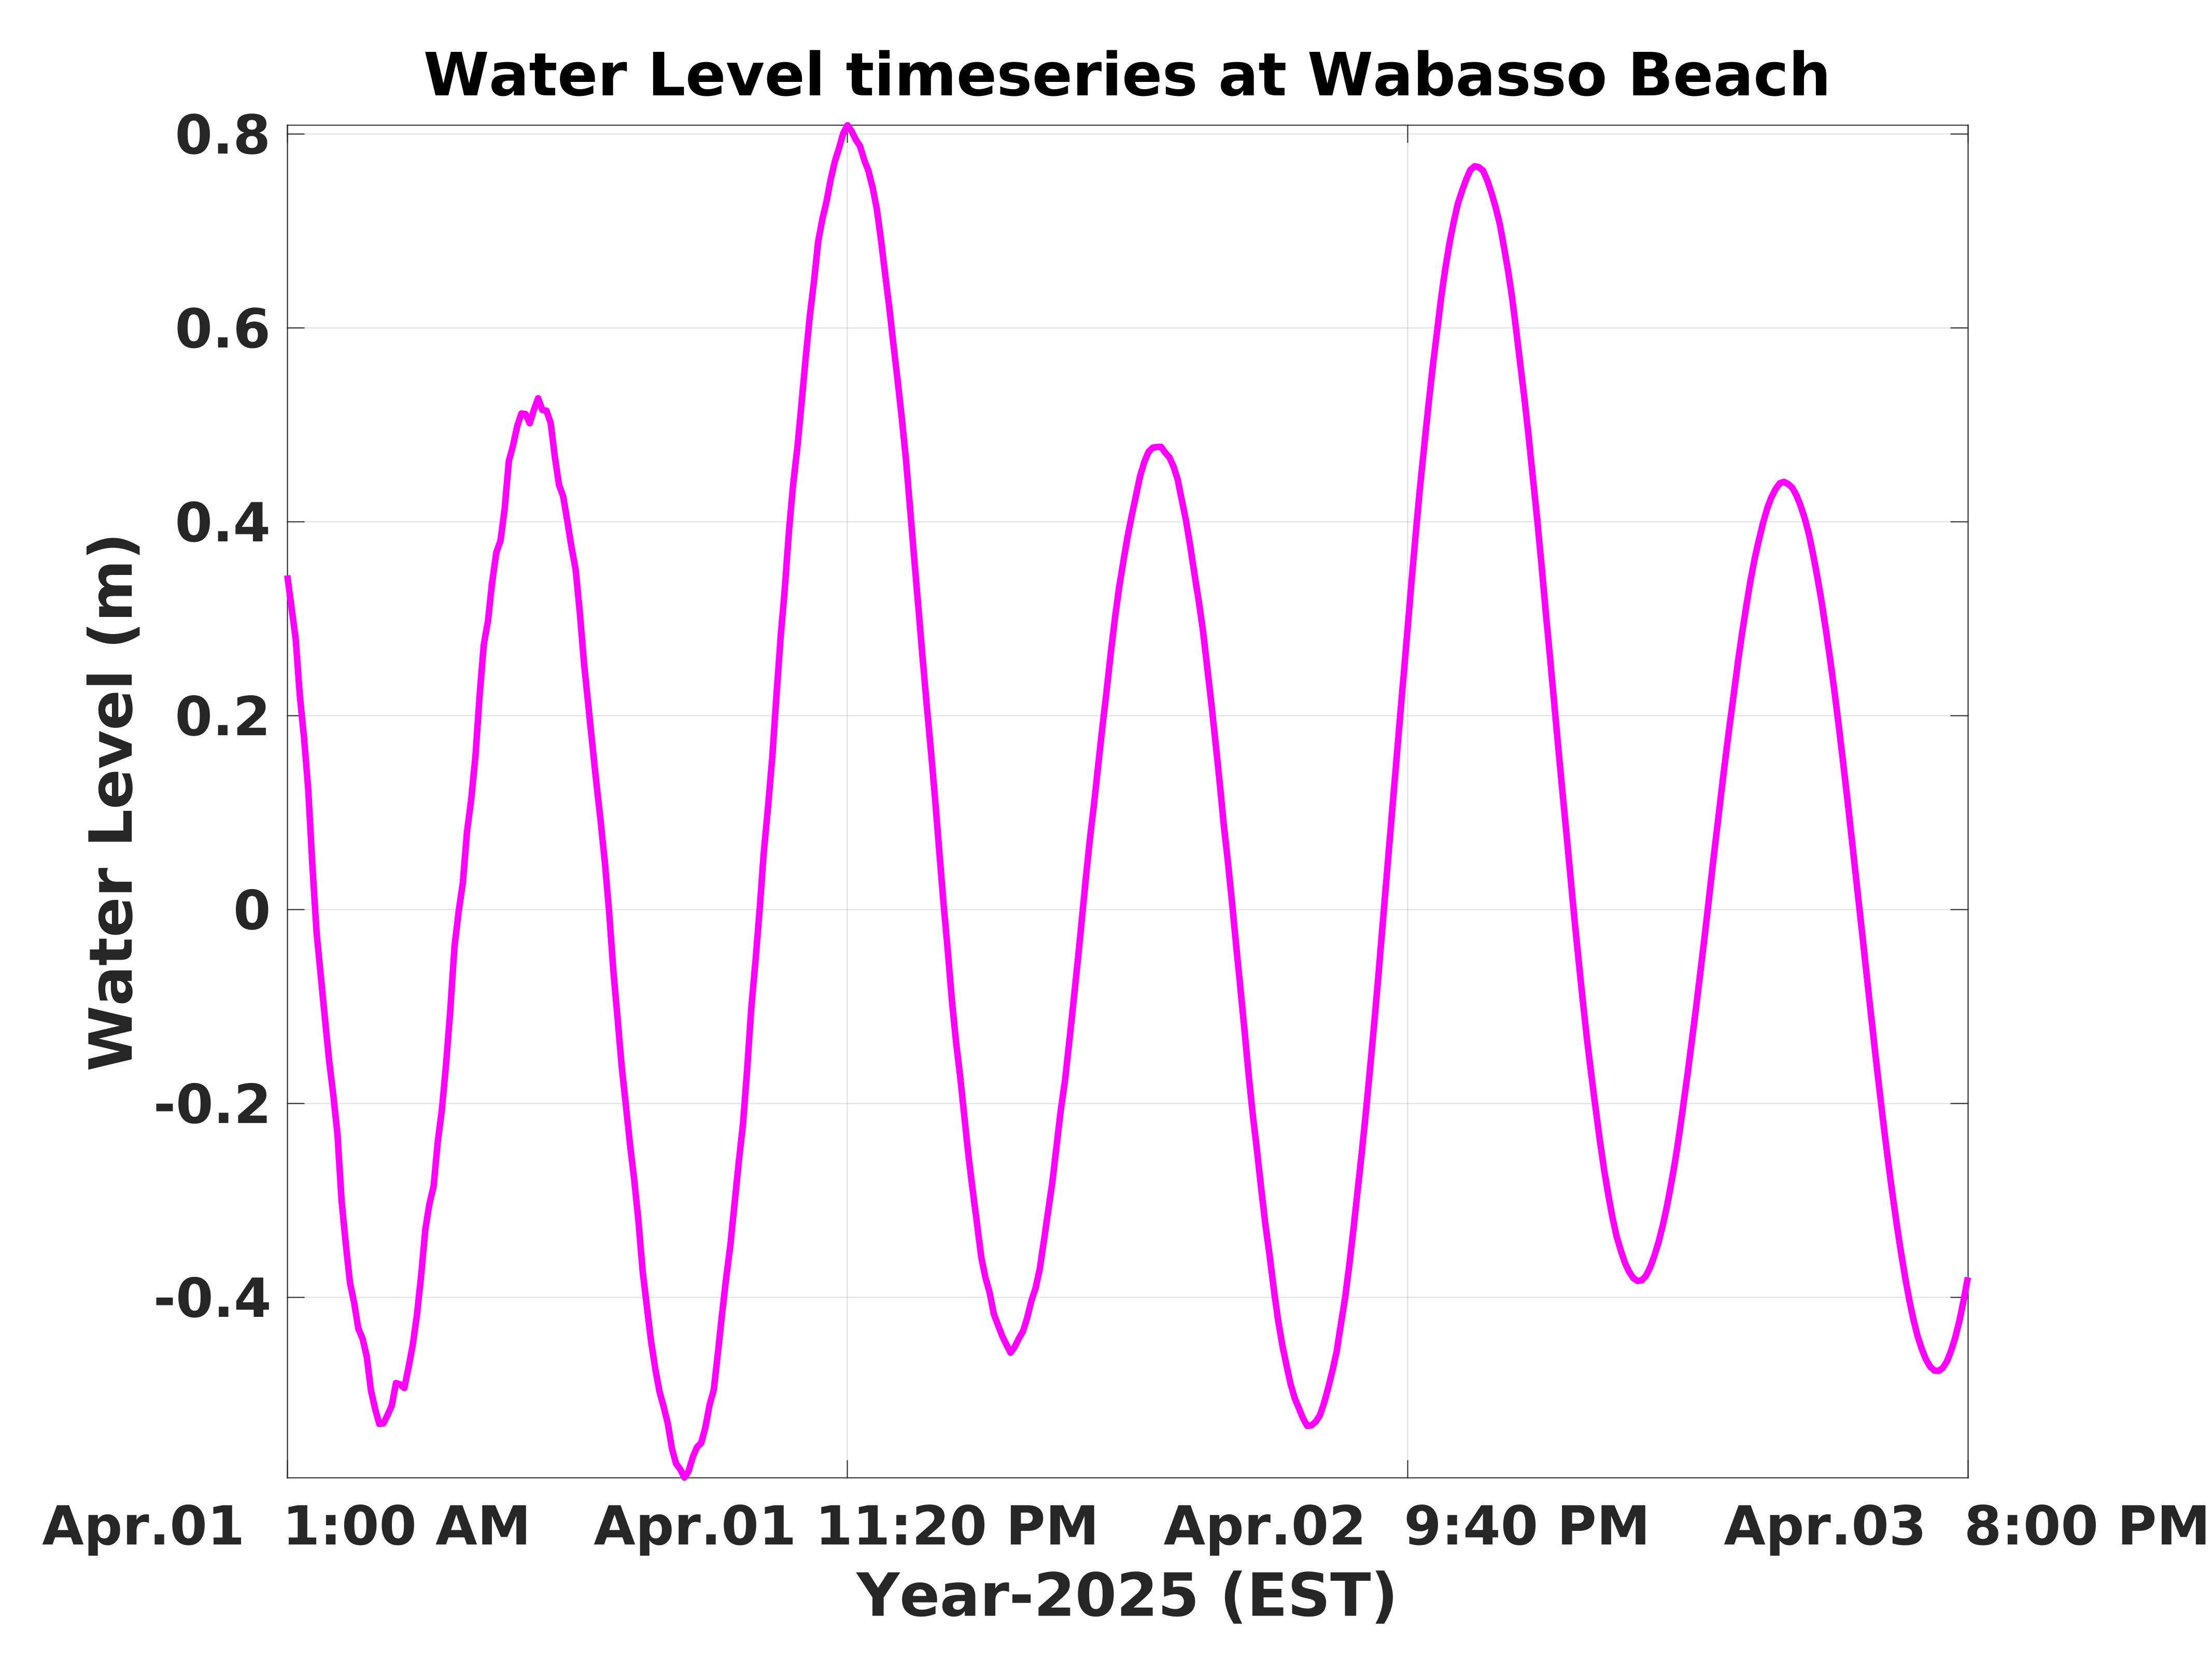 Water Level timeseries at Wabasso Beach
0.8
0.6
0.4
0.2
0
-0.2
-0.4
Water Level (m)
Apr.01  1:00 AM
Apr.01 11:20 PM
Apr.02  9:40 PM
Apr.03  8:00 PM
Year-2025 (EST)